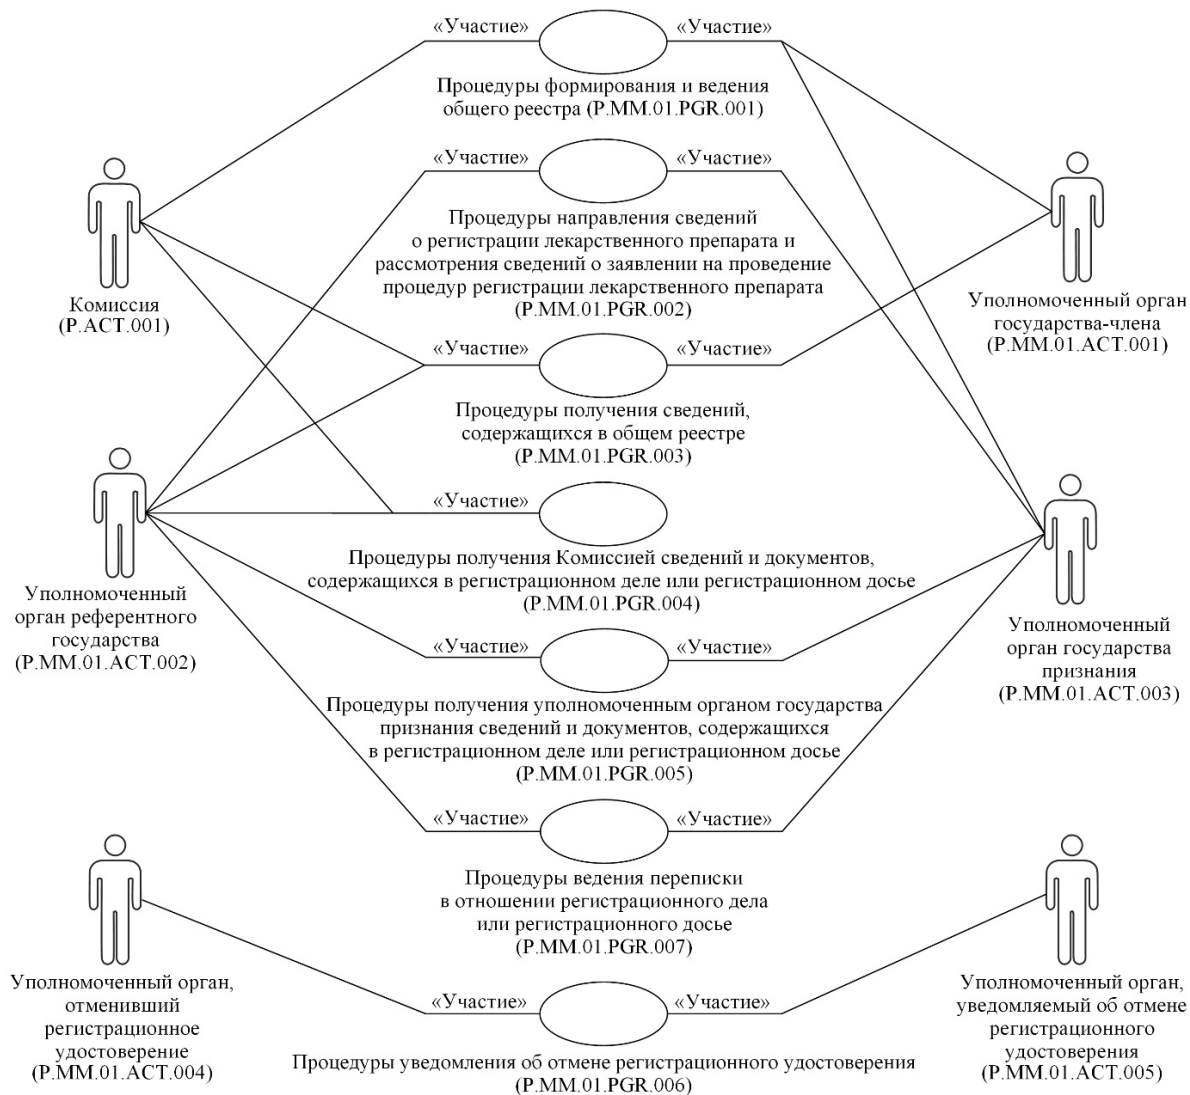 «Участие» «Участие»
Процедуры формирования и ведения
общего реестра (P.MM.01.PGR.001)
«Участие» «Участие»
Процедуры направления сведений
о регистрации лекарственного препарата и
рассмотрения сведений о заявлении на проведение
процедур регистрации лекарственного препарата
(P.MM.01.PGR.002)
Комиссия
(P.ACT.001)
Уполномоченный орган
государства-члена
(P.MM.01.ACT.001)
«Участие» «Участие»
Процедуры получения сведений,
содержащихся в общем реестре
(P.MM.01.PGR.003)
«Участие»
Процедуры получения Комиссией сведений и документов,
содержащихся в регистрационном деле или регистрационном досье
(P.MM.01.PGR.004)
Уполномоченный
орган референтного
государства
(P.MM.01.ACT.002)
Уполномоченный
орган государства
признания
(P.MM.01.ACT.003)
«Участие» «Участие»
Процедуры получения уполномоченным органом государства
признания сведений и документов, содержащихся
в регистрационном деле или регистрационном досье
(P.MM.01.PGR.005)
«Участие» «Участие»
Процедуры ведения переписки
в отношении регистрационного дела
или регистрационного досье
(P.MM.01.PGR.007)
Уполномоченный орган,
отменивший
регистрационное
удостоверение
(P.MM.01.ACT.004)
Уполномоченный орган,
уведомляемый об отмене
регистрационного
удостоверения
(P.MM.01.ACT.005)
«Участие» «Участие»
Процедуры уведомления об отмене регистрационного удостоверения
(P.MM.01.PGR.006)